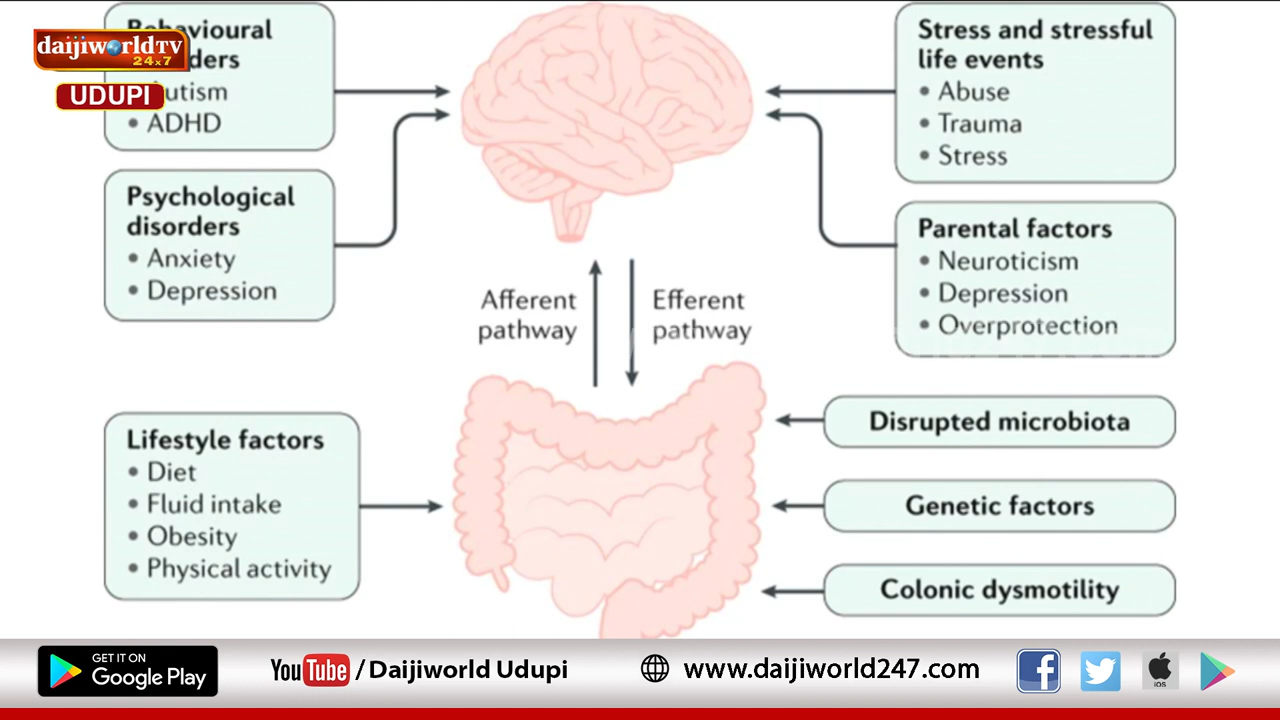 Behavioural
daijiworldTV
24x7
UDUPI
Autism
• ADHD
Psychological
disorders
• Anxiety
• Depression
Lifestyle factors
• Diet
• Fluid intake
• Obesity
• Physical activity
Afferent
pathway
Efferent
pathway
Stress and stressful
life events
• Abuse
• Trauma
• Stress
Parental factors
• Neuroticism
• Depression
• Overprotection
Disrupted microbiota
Genetic factors
Colonic dysmotility
GET IT ON
Google Play
YouTube / Daijiworld Udupi
www.daijiworld247.com
iOS